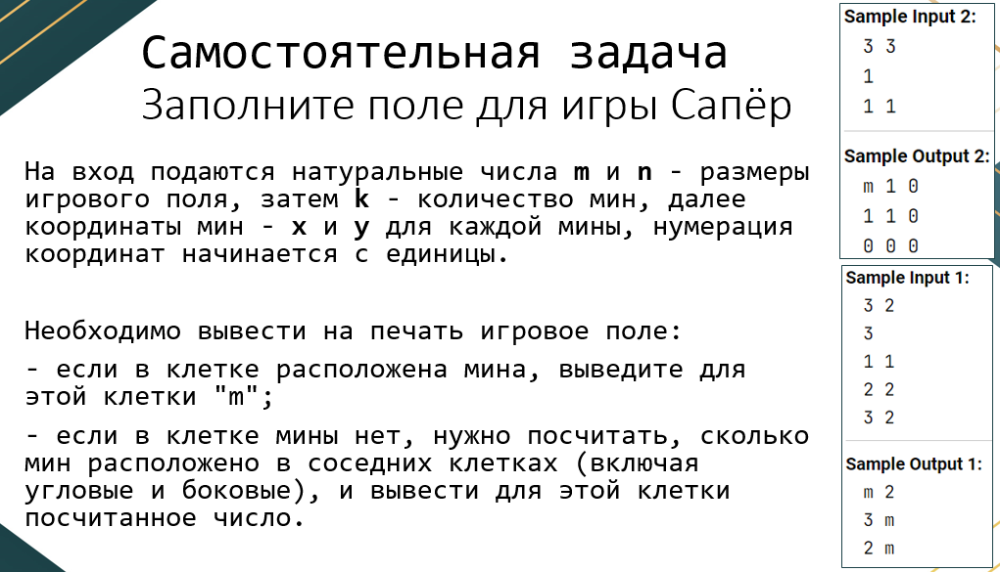 Самостоятельная задача
Заполните поле для игры Сапёр
На вход подаются натуральные числа m и n - размеры
игрового поля, затем k - количество мин, далее
координаты мин - x и y для каждой мины, нумерация
координат начинается с единицы.
Необходимо вывести на печать игровое поле:
- если в клетке расположена мина, выведите для
этой клетки "m";
- если в клетке мины нет, нужно посчитать, сколько
мин расположено в соседних клетках (включая
угловые и боковые), и вывести для этой клетки
посчитанное число.
Sample Input 2:
3 3
1
1 1
Sample Output 2:
m 1 0
1 1 0
0 0 0
Sample Input 1:
3 2
3
1 1
2 2
3 2
Sample Output 1:
m 2
3 m
2 m